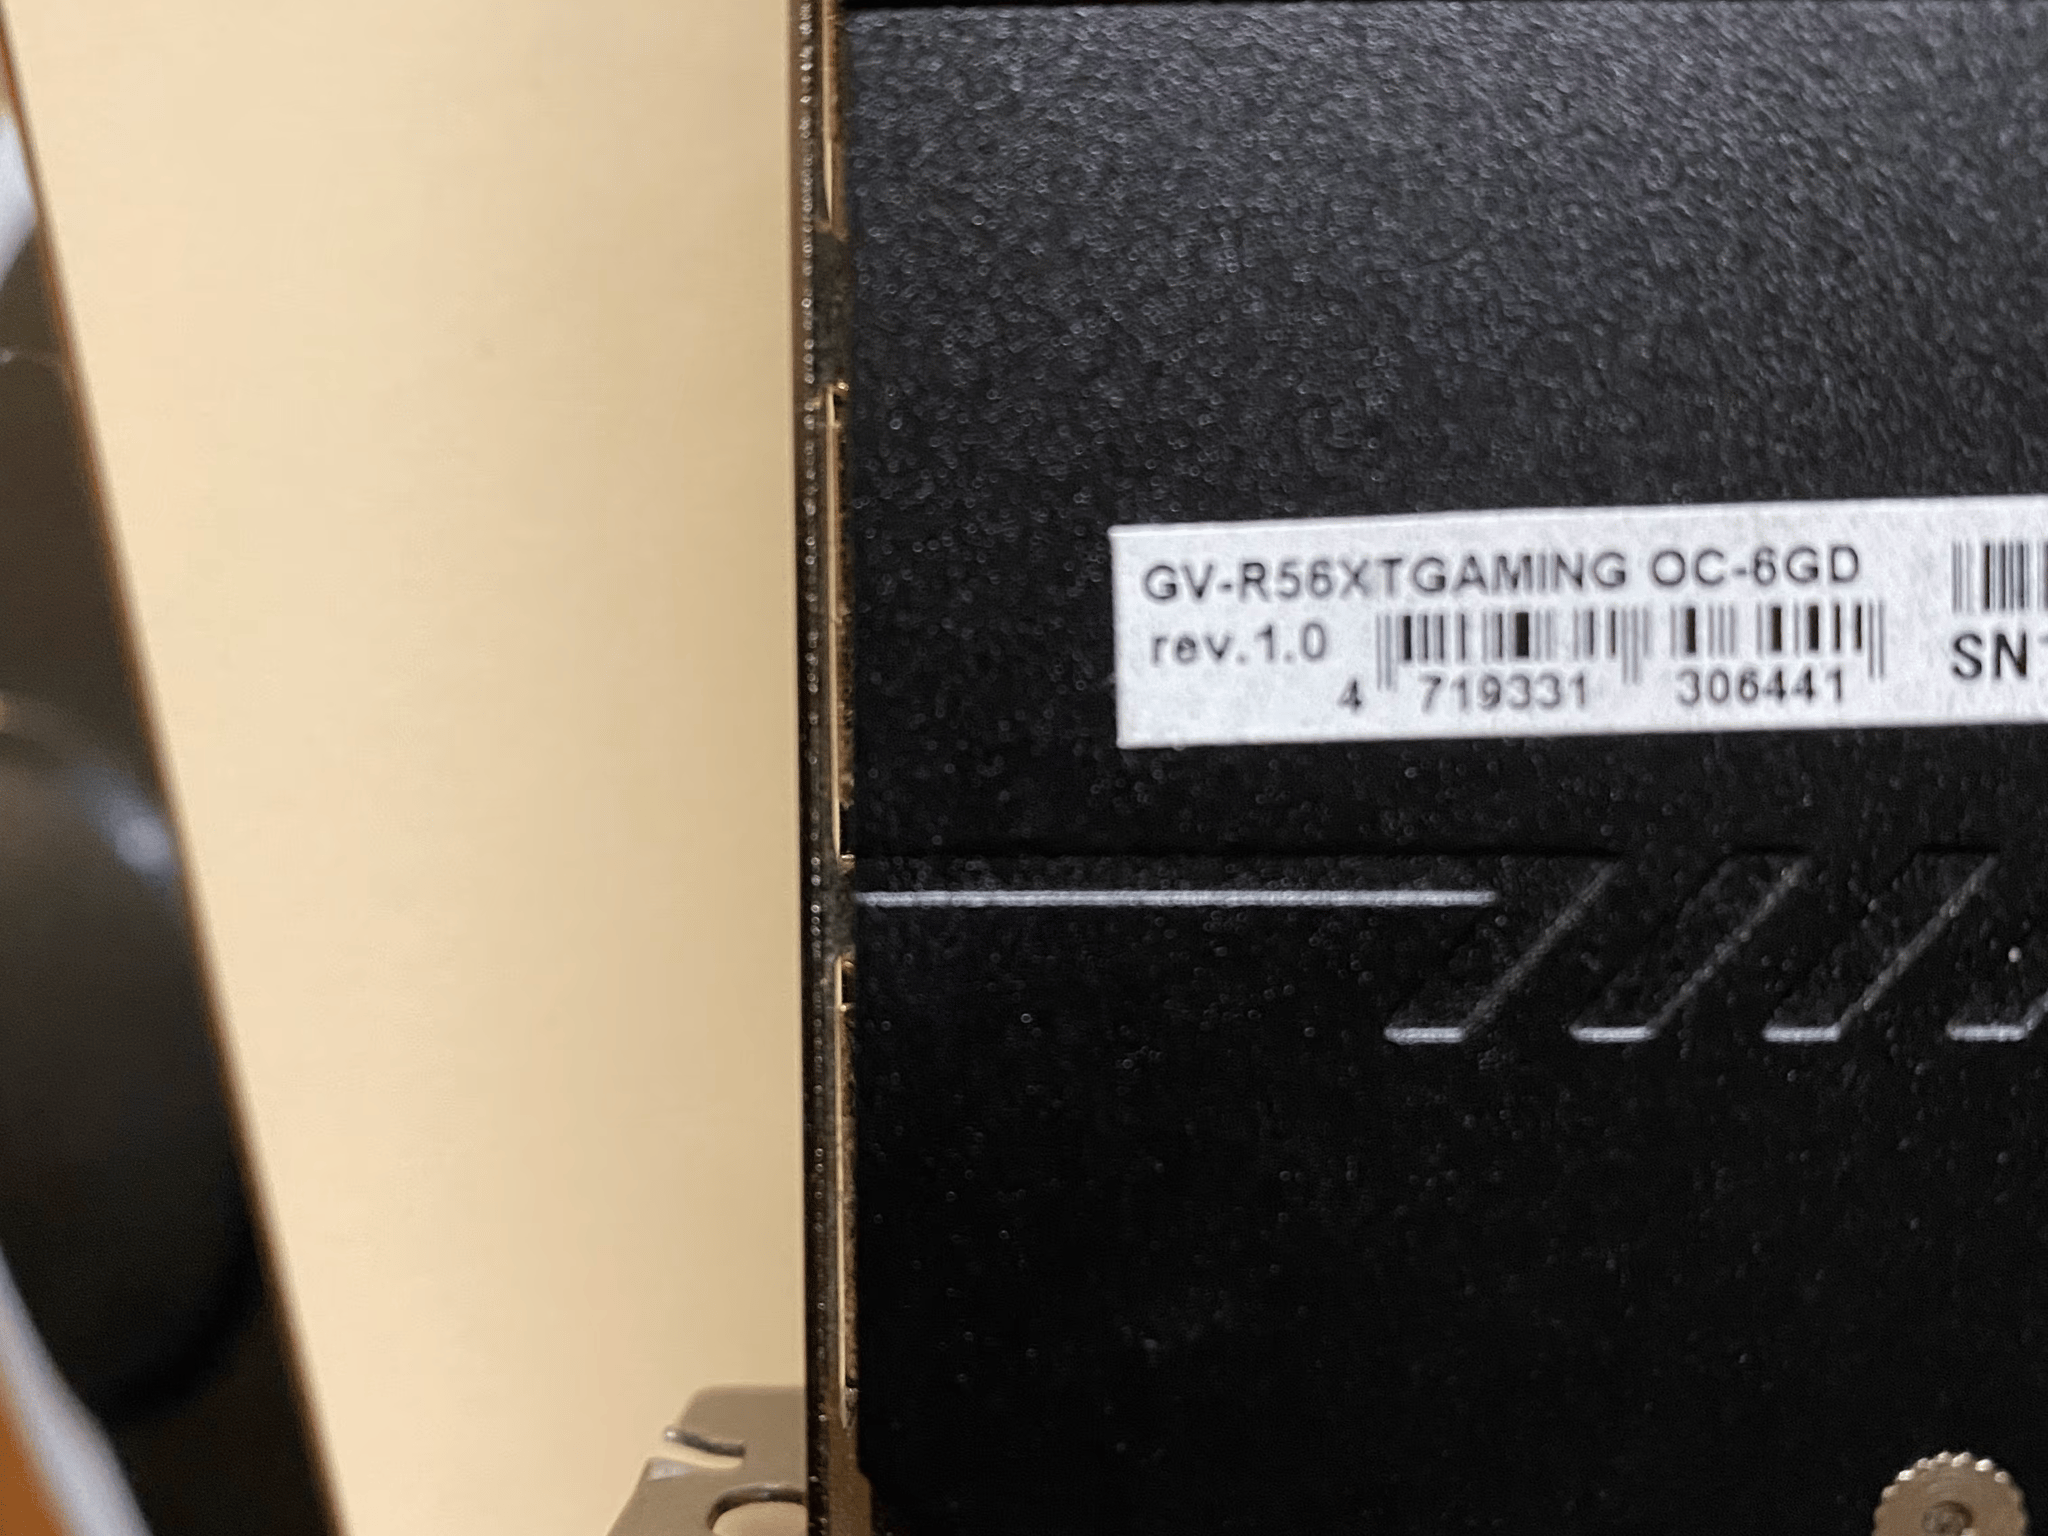 GV-R56XTGAMING OC-6GD
rev.1.0
4 719331 306441
SN